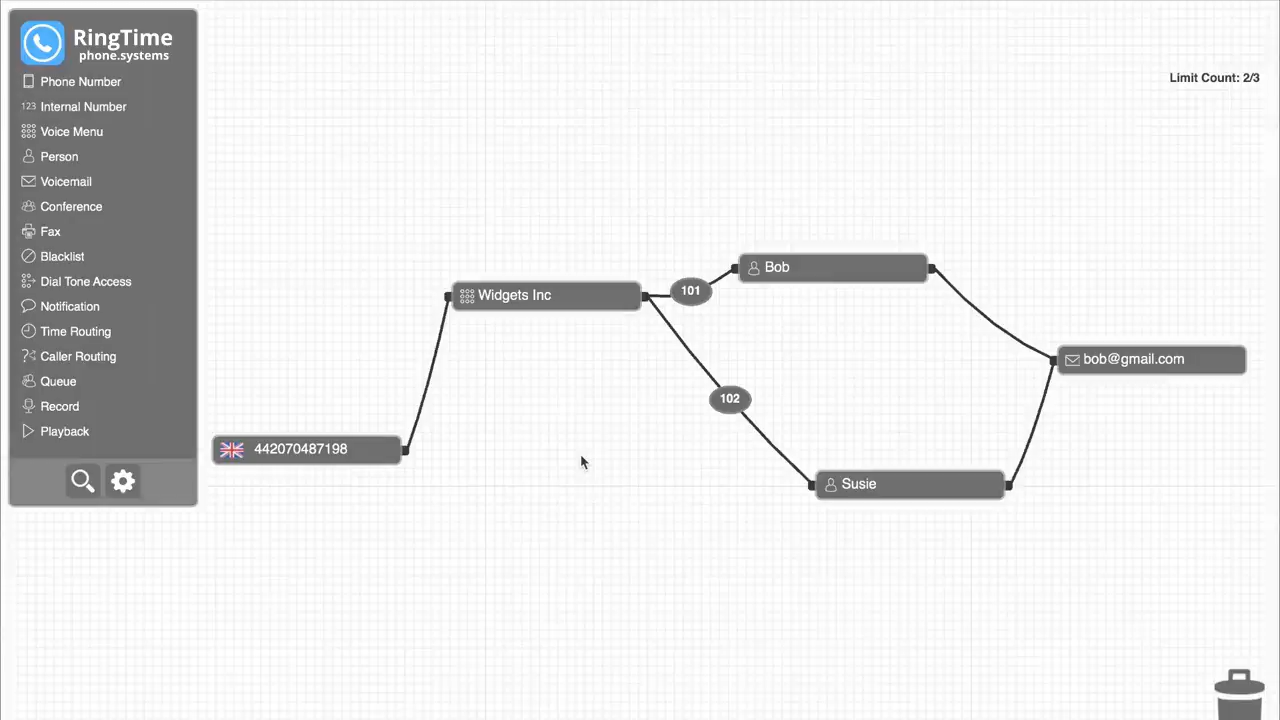 RingTime
phone.systems
Phone Number
123 Internal Number
Voice Menu
Person
Voicemail
Conference
Fax
Blacklist
Dial Tone Access
Notification
Time Routing
Caller Routing
Queue
Record
Playback
Limit Count: 2/3
Bob
101
Widgets Inc
bob@gmail.com
102
442070487198
Susie